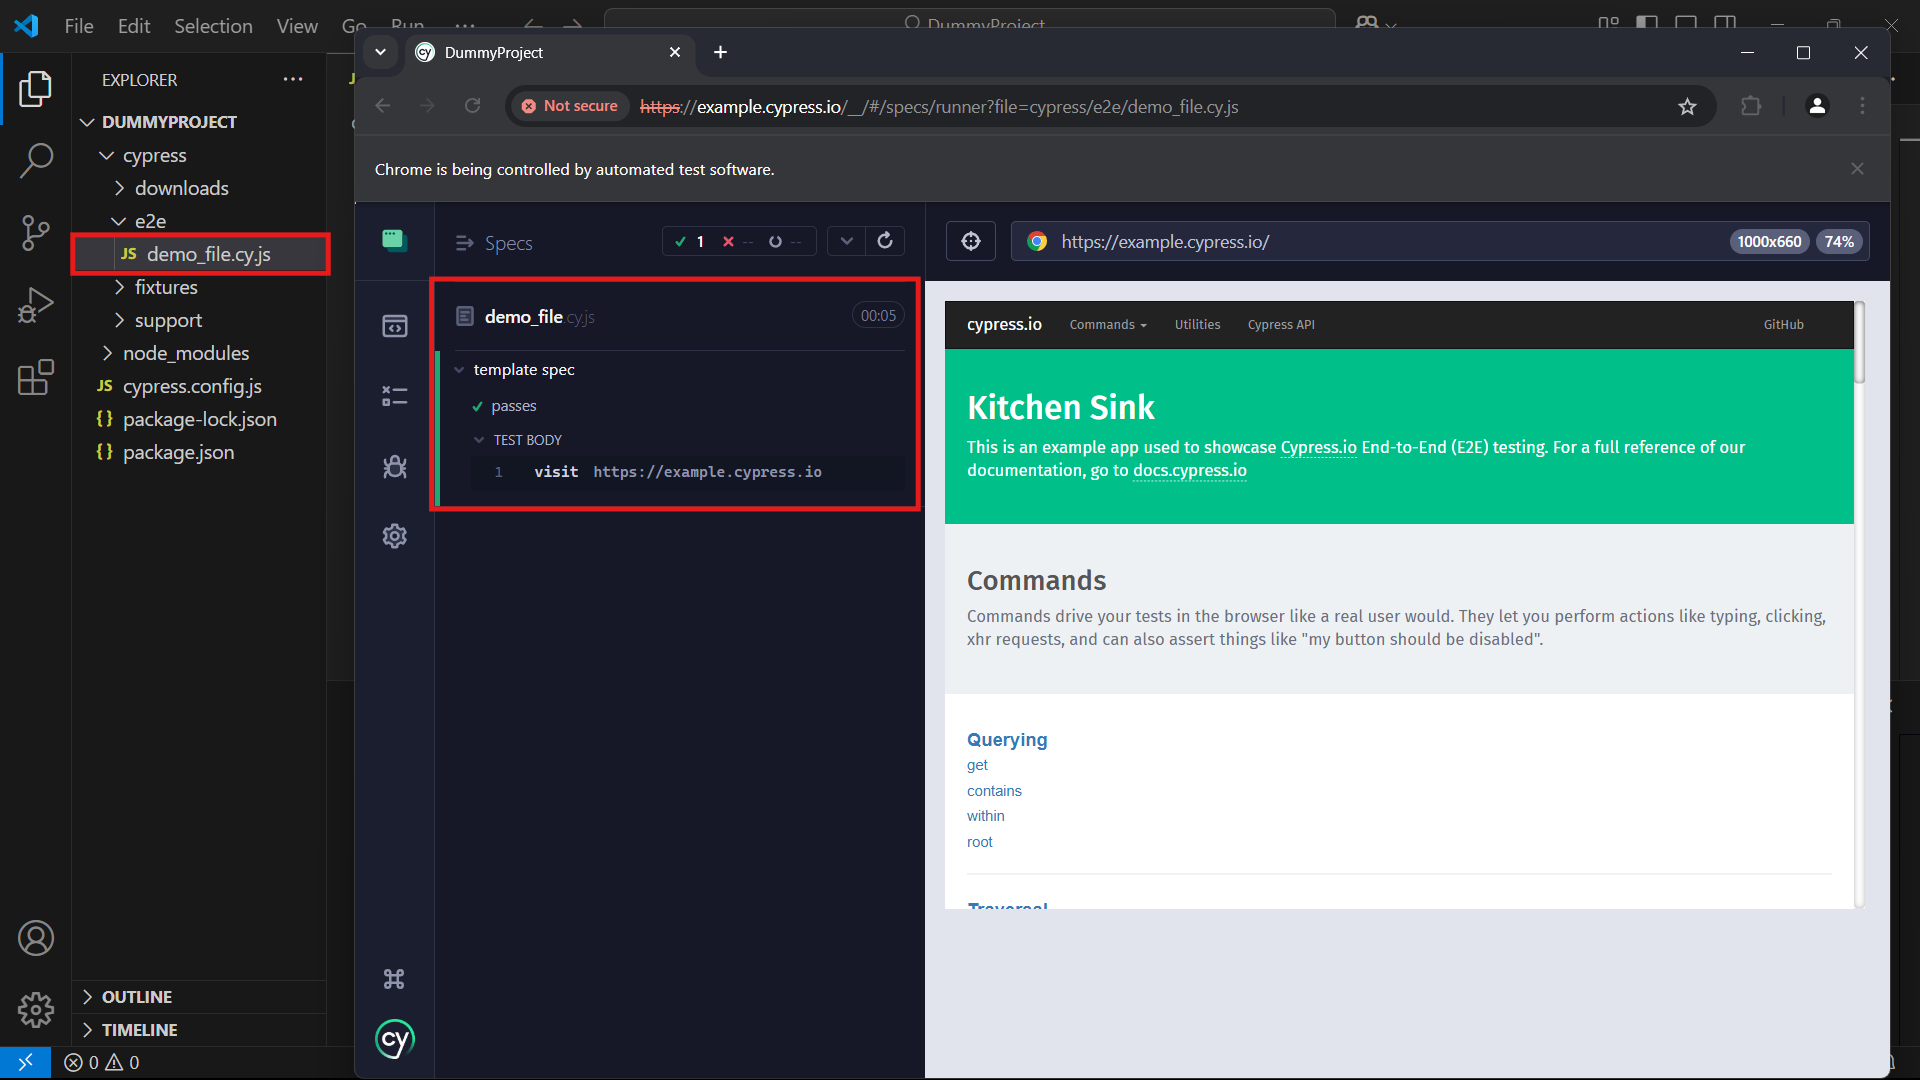 File Edit Selection View Go Run ... DummyProject
DummyProject
EXPLORER
DUMMYPROJECT
cypress
downloads
e2e
JS demo_file.cy.js
fixtures
support
node_modules
JS cypress.config.js
{} package-lock.json
{} package.json
OUTLINE
TIMELINE
0 0
Not secure https://example.cypress.io/__/#/specs/runner?file=cypress/e2e/demo_file.cy.js
Chrome is being controlled by automated test software.
Specs 1 -- --
demo_file.cy.js 00:05
template spec
passes
TEST BODY
1 visit https://example.cypress.io
cy
https://example.cypress.io/ 1000x660 74%
cypress.io Commands Utilities Cypress API GitHub
Kitchen Sink
This is an example app used to showcase Cypress.io End-to-End (E2E) testing. For a full reference of our
documentation, go to docs.cypress.io
Commands
Commands drive your tests in the browser like a real user would. They let you perform actions like typing, clicking,
xhr requests, and can also assert things like "my button should be disabled".
Querying
get
contains
within
root
Traversal